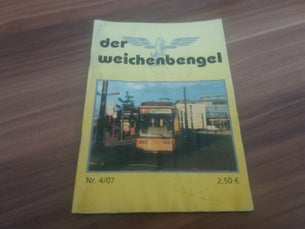 der
weichenbengel
Nr. 4/07
2,50 €